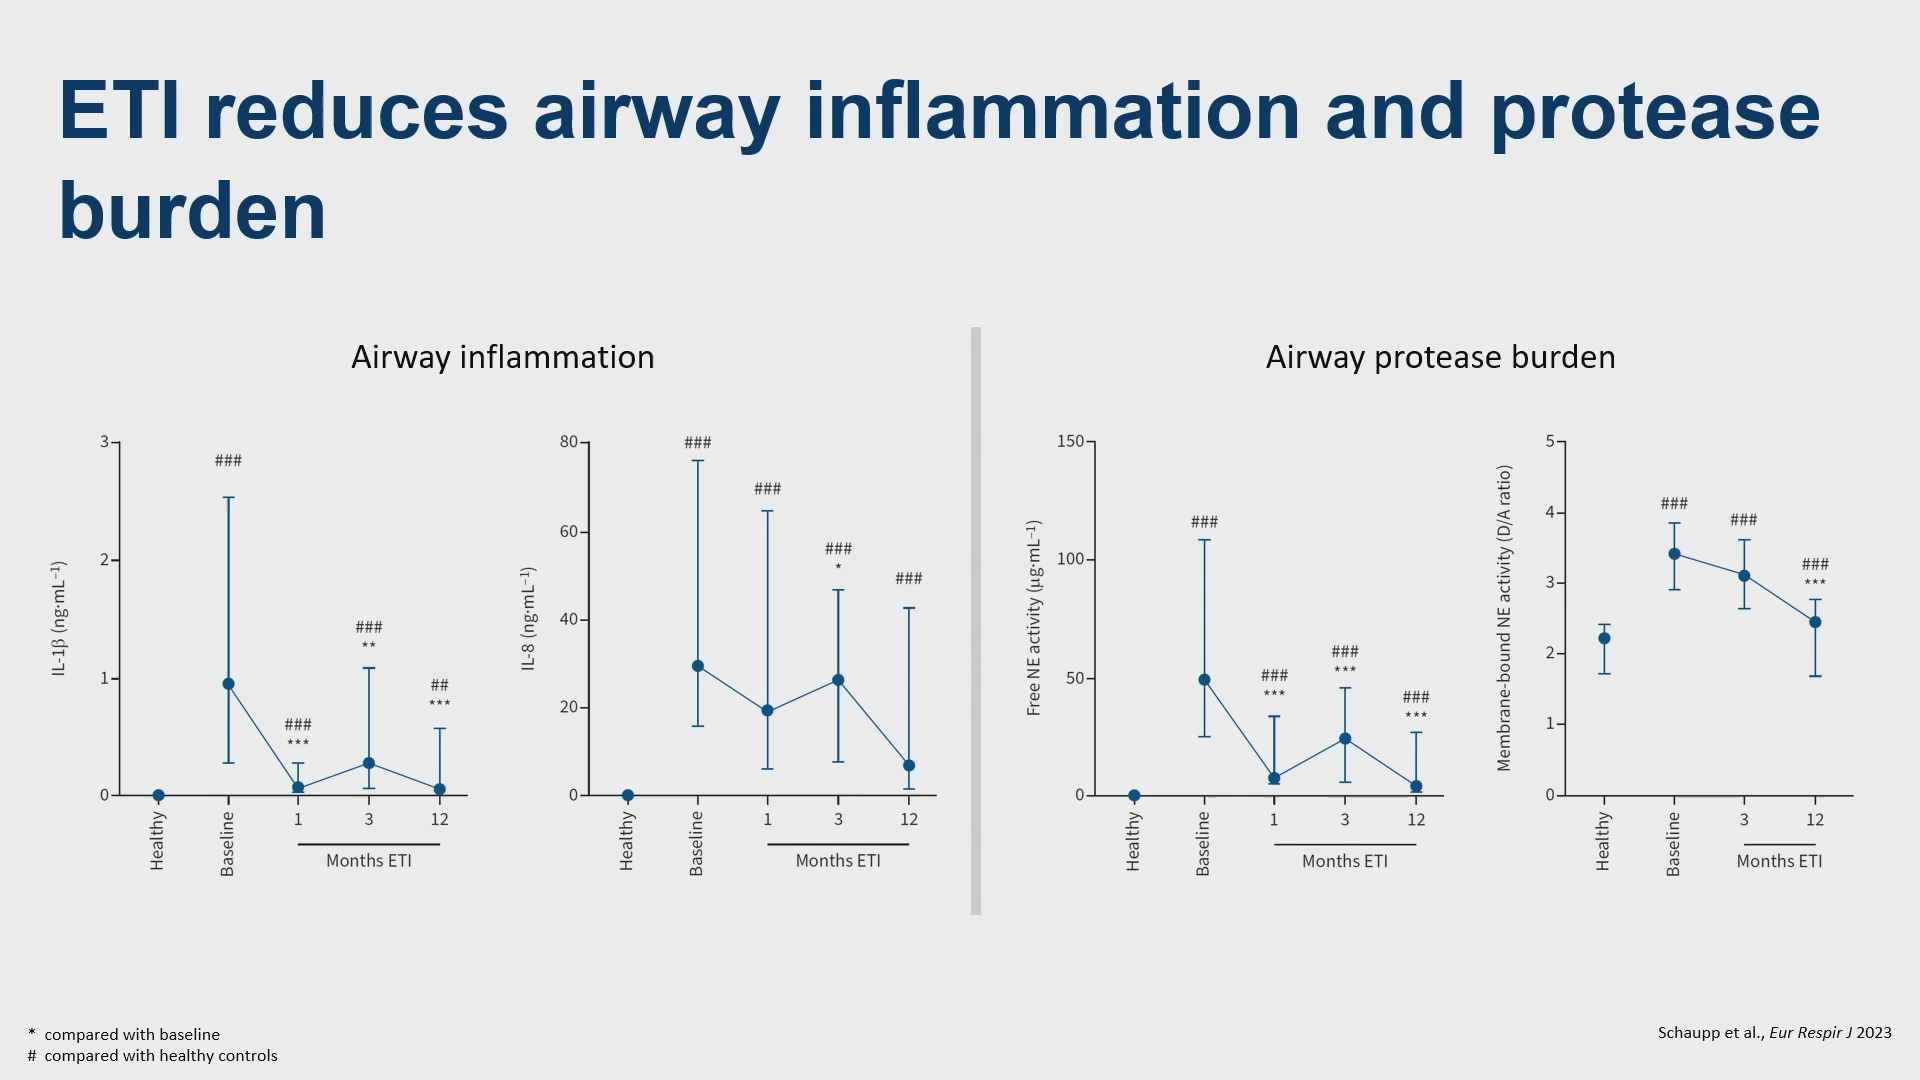 ETI reduces airway inflammation and protease
burden
Airway inflammation
IL-1β (ng·mL⁻¹)
3
2
1
0
###
###
***
###
**
##
***
Healthy
Baseline
1
3
12
Months ETI
IL-8 (ng·mL⁻¹)
80
60
40
20
0
###
###
###
*
###
Healthy
Baseline
1
3
12
Months ETI
Airway protease burden
Free NE activity (µg·mL⁻¹)
150
100
50
0
###
###
***
###
***
###
***
Healthy
Baseline
1
3
12
Months ETI
Membrane-bound NE activity (D/A ratio)
5
4
3
2
1
0
###
###
###
***
Healthy
Baseline
3
12
Months ETI
* compared with baseline
# compared with healthy controls
Schaupp et al., Eur Respir J 2023